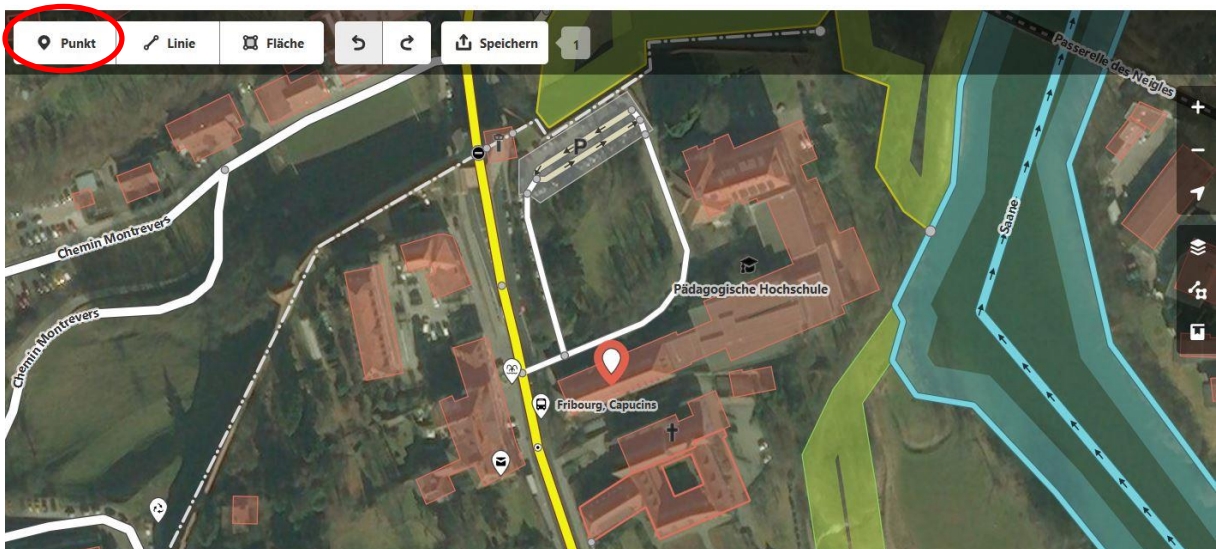 Punkt
Linie
Fläche
Speichern
1
Passerelle des Neigles
P
Chemin Montrevers
Saane
Pädagogische Hochschule
Chemin Montrevers
Fribourg, Capucins